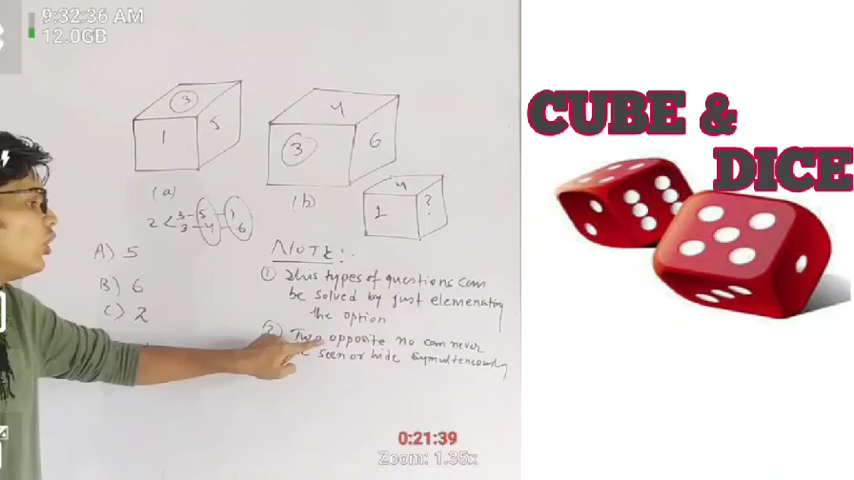 9:32:36 AM
12.0GB
3
1
5
(a)
4
3
6
(b)
4
?
2 < 3-5-1
3-4-6
A) 5
B) 6
C) 2
NOTE:-
① This types of questions can
be solved by just elemenating
the option
(2) Two opposite no can never
seen or hide symulteneously
0:21:39
Zoom: 1.35x
CUBE &
DICE